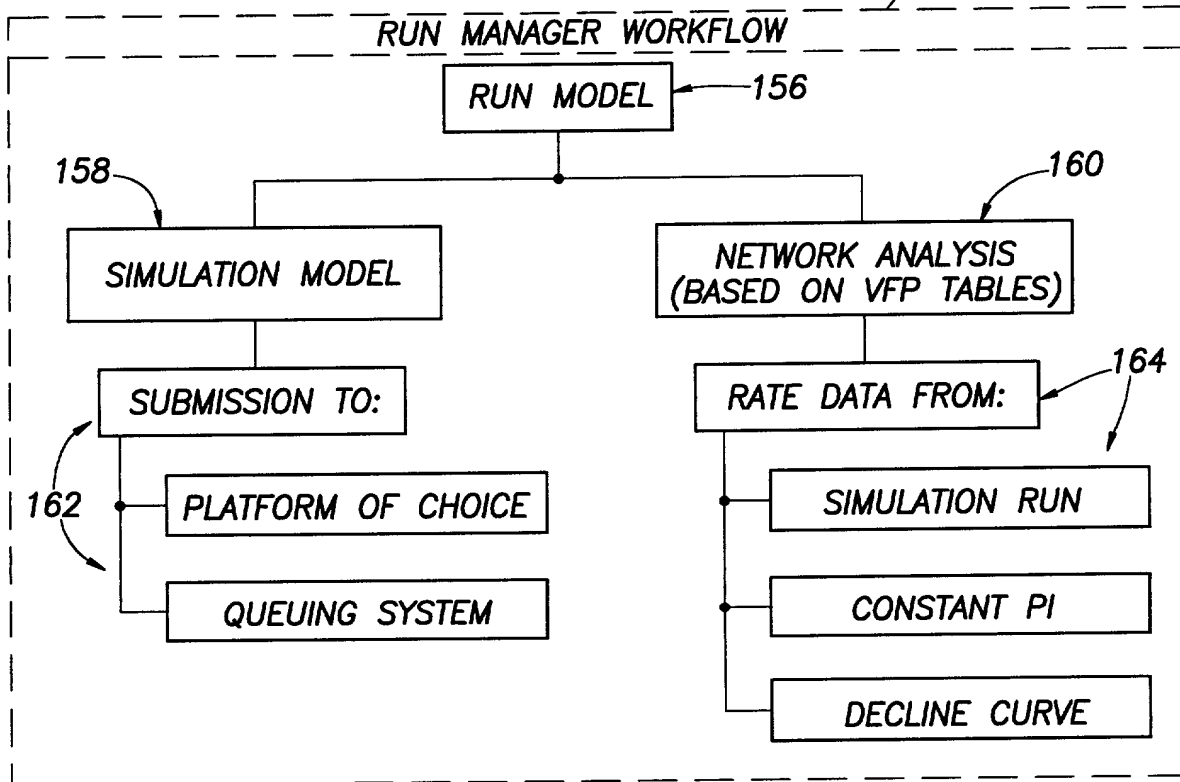 RUN MANAGER WORKFLOW
RUN MODEL
156
158
160
SIMULATION MODEL
NETWORK ANALYSIS
(BASED ON VFP TABLES)
SUBMISSION TO:
RATE DATA FROM:
164
162
PLATFORM OF CHOICE
SIMULATION RUN
QUEUING SYSTEM
CONSTANT PI
DECLINE CURVE